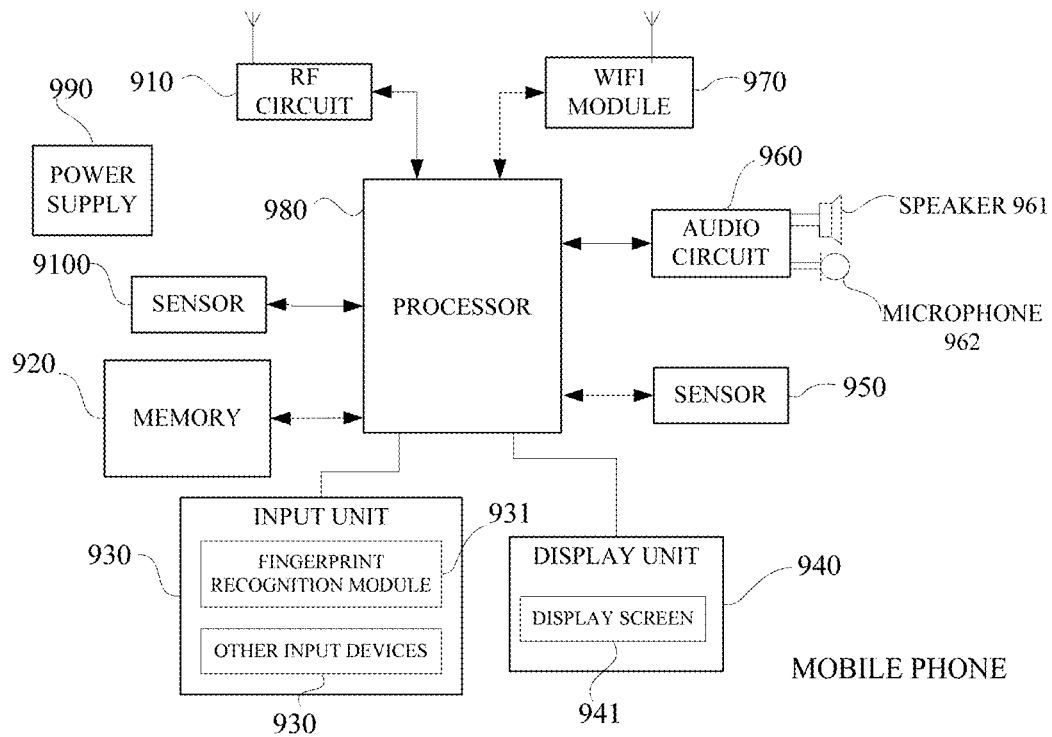 990
POWER
SUPPLY
910
RF
CIRCUIT
WIFI
MODULE
970
980
PROCESSOR
960
AUDIO
CIRCUIT
SPEAKER 961
MICROPHONE
962
9100
SENSOR
920
MEMORY
SENSOR
950
INPUT UNIT
931
930
FINGERPRINT
RECOGNITION MODULE
OTHER INPUT DEVICES
930
DISPLAY UNIT
940
DISPLAY SCREEN
941
MOBILE PHONE